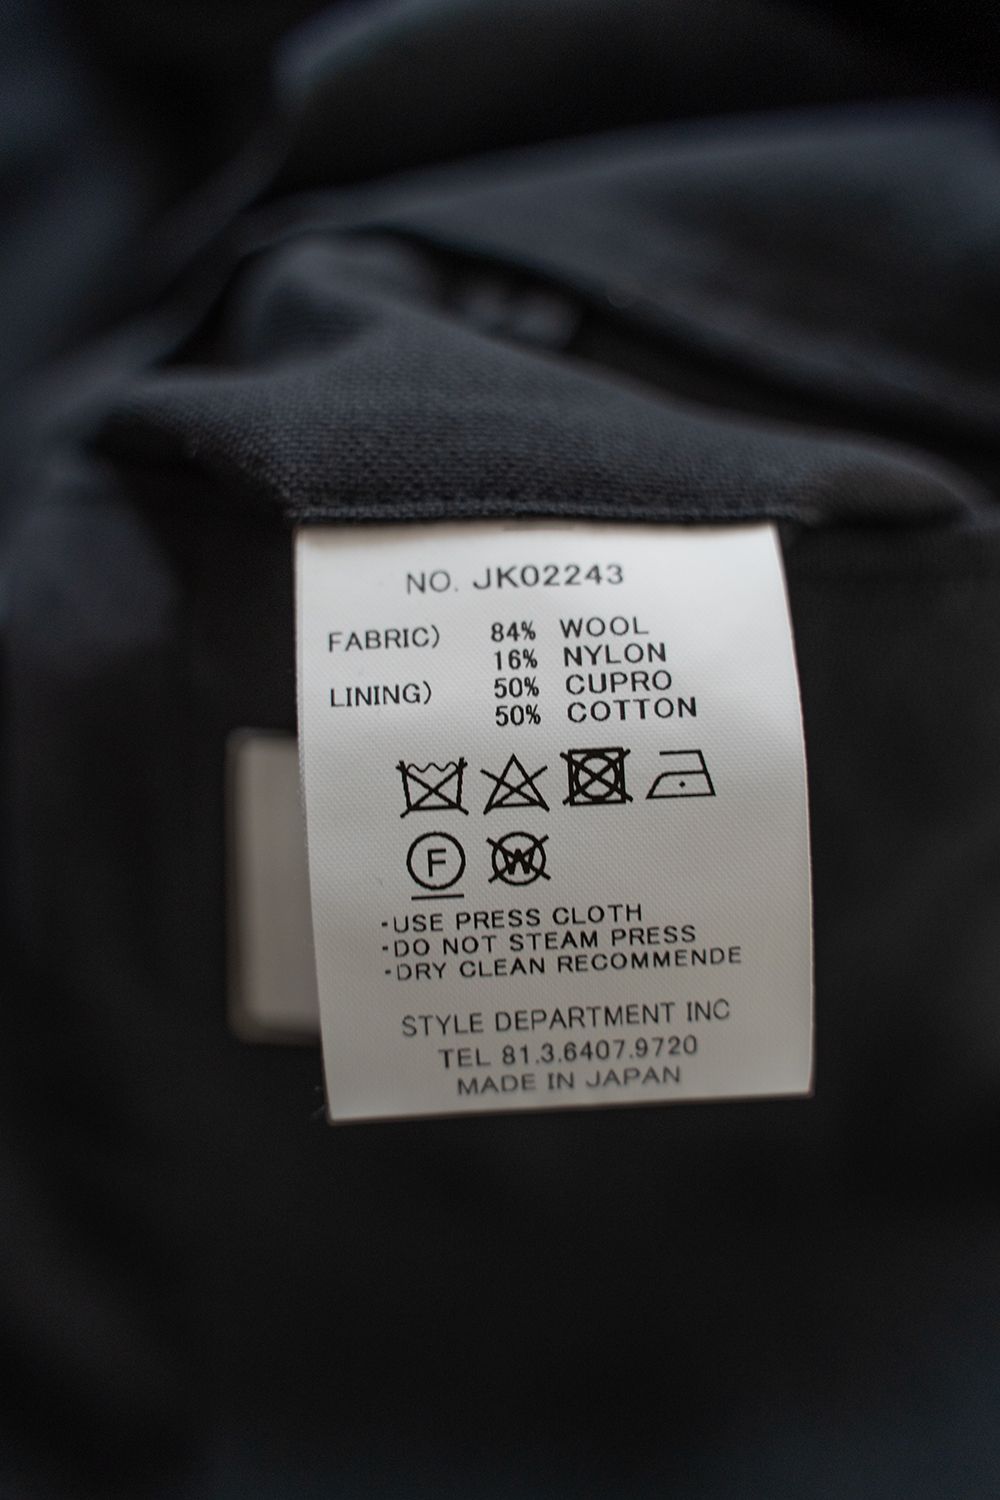 NO. JK02243
FABRIC) 84% WOOL
16% NYLON
LINING) 50% CUPRO
50% COTTON
F W
-USE PRESS CLOTH
-DO NOT STEAM PRESS
-DRY CLEAN RECOMMENDE
STYLE DEPARTMENT INC
TEL 81.3.6407.9720
MADE IN JAPAN